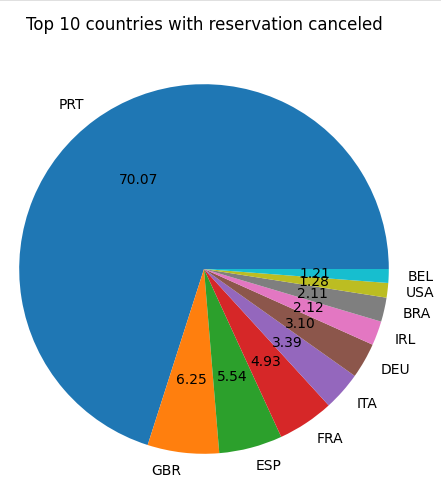 Top 10 countries with reservation canceled
PRT
70.07
1.21
BEL
1.28
USA
2.11
BRA
2.12
IRL
3.10
DEU
3.39
ITA
4.93
FRA
5.54
ESP
6.25
GBR